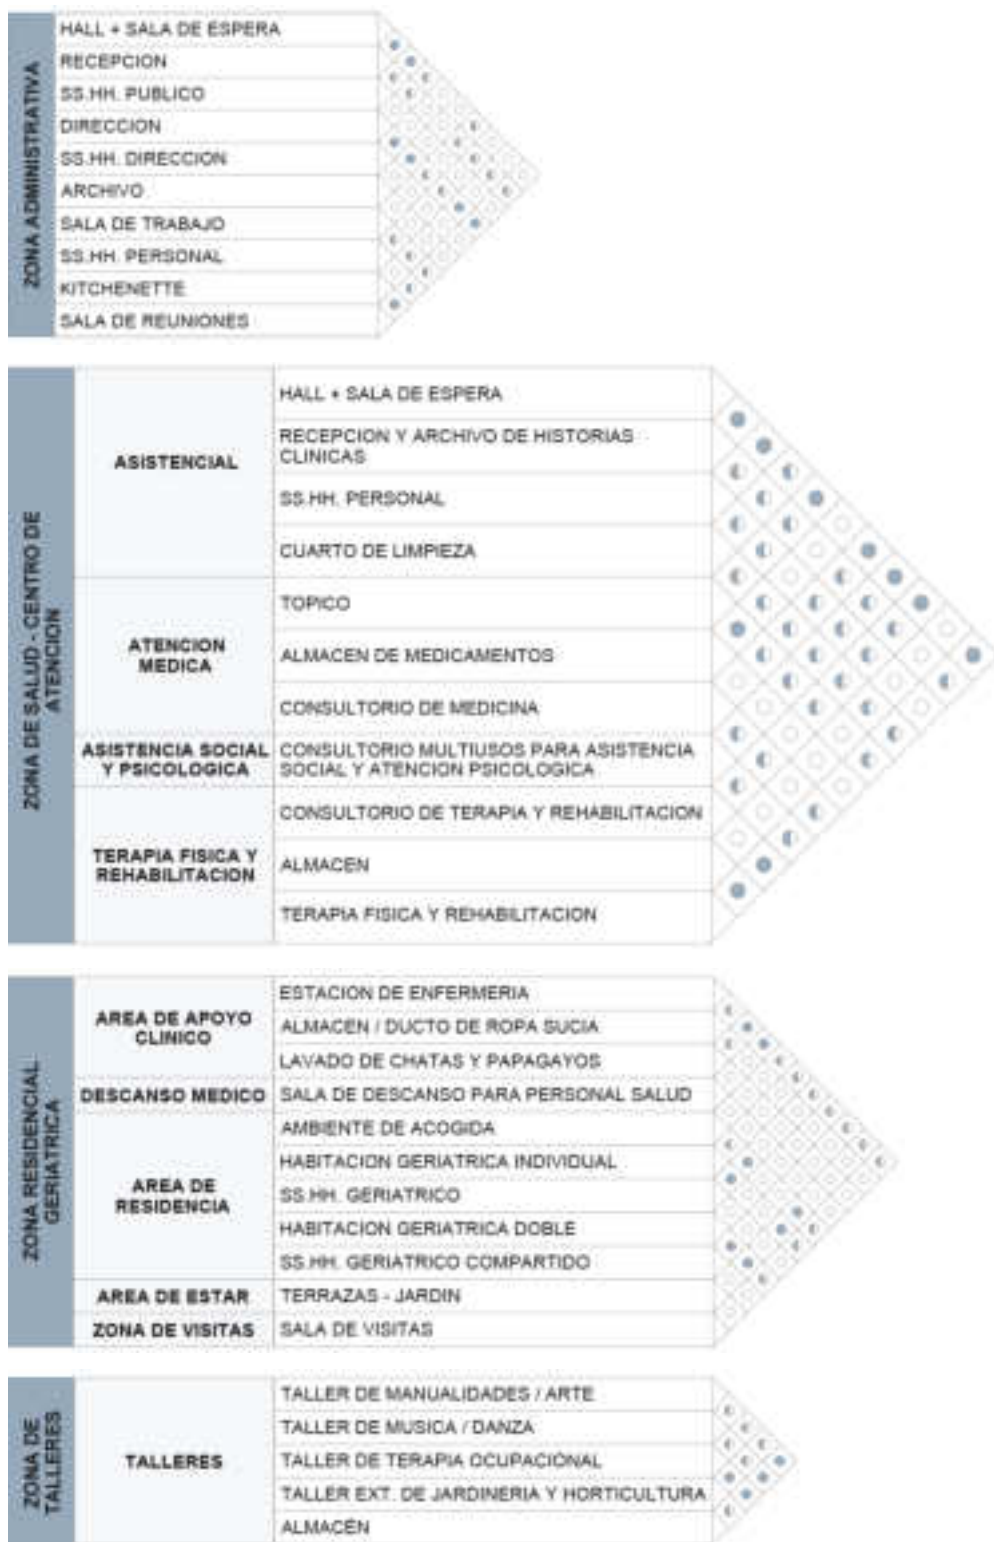 ZONA ADMINISTRATIVA
HALL + SALA DE ESPERA
RECEPCION
SS.HH. PUBLICO
DIRECCION
SS.HH. DIRECCION
ARCHIVO
SALA DE TRABAJO
SS.HH. PERSONAL
KITCHENETTE
SALA DE REUNIONES
ZONA DE SALUD - CENTRO DE
ATENCION
ASISTENCIAL
HALL + SALA DE ESPERA
RECEPCION Y ARCHIVO DE HISTORIAS
CLINICAS
SS.HH. PERSONAL
CUARTO DE LIMPIEZA
ATENCION
MEDICA
TOPICO
ALMACEN DE MEDICAMENTOS
CONSULTORIO DE MEDICINA
ASISTENCIA SOCIAL
Y PSICOLOGICA
CONSULTORIO MULTIUSOS PARA ASISTENCIA
SOCIAL Y ATENCION PSICOLOGICA
TERAPIA FISICA Y
REHABILITACION
CONSULTORIO DE TERAPIA Y REHABILITACION
ALMACEN
TERAPIA FISICA Y REHABILITACION
ZONA RESIDENCIAL
GERIATRICA
AREA DE APOYO
CLINICO
ESTACION DE ENFERMERIA
ALMACEN / DUCTO DE ROPA SUCIA
LAVADO DE CHATAS Y PAPAGAYOS
DESCANSO MEDICO
SALA DE DESCANSO PARA PERSONAL SALUD
AREA DE
RESIDENCIA
AMBIENTE DE ACOGIDA
HABITACION GERIATRICA INDIVIDUAL
SS.HH. GERIATRICO
HABITACION GERIATRICA DOBLE
SS.HH. GERIATRICO COMPARTIDO
AREA DE ESTAR
TERRAZAS - JARDIN
ZONA DE VISITAS
SALA DE VISITAS
ZONA DE
TALLERES
TALLERES
TALLER DE MANUALIDADES / ARTE
TALLER DE MUSICA / DANZA
TALLER DE TERAPIA OCUPACIONAL
TALLER EXT. DE JARDINERIA Y HORTICULTURA
ALMACÉN